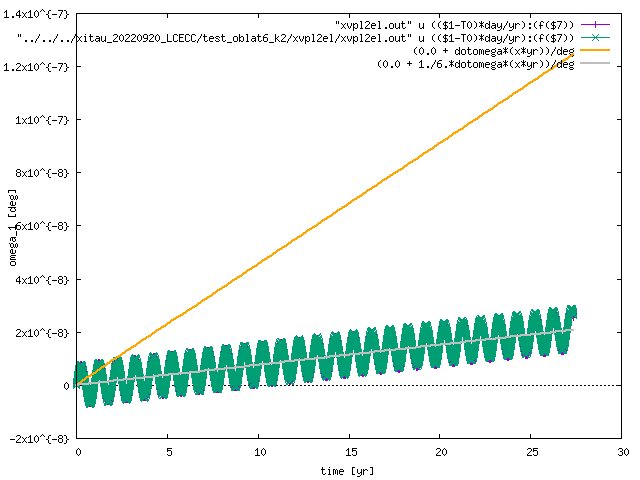 1.4x10^{-7}
1.2x10^{-7}
1x10^{-7}
8x10^{-8}
6x10^{-8}
4x10^{-8}
2x10^{-8}
0
-2x10^{-8}
omega_1 [deg]
"xvpl2el.out" u (($1-T0)*day/yr):(f($7))
"../../../xitau_20220920_LCECC/test_oblat6_k2/xvpl2el/xvpl2el.out" u (($1-T0)*day/yr):(f($7))
(0.0 + dotomega*(x*yr))/deg
(0.0 + 1./6.*dotomega*(x*yr))/deg
0 5 10 15 20 25 30
time [yr]